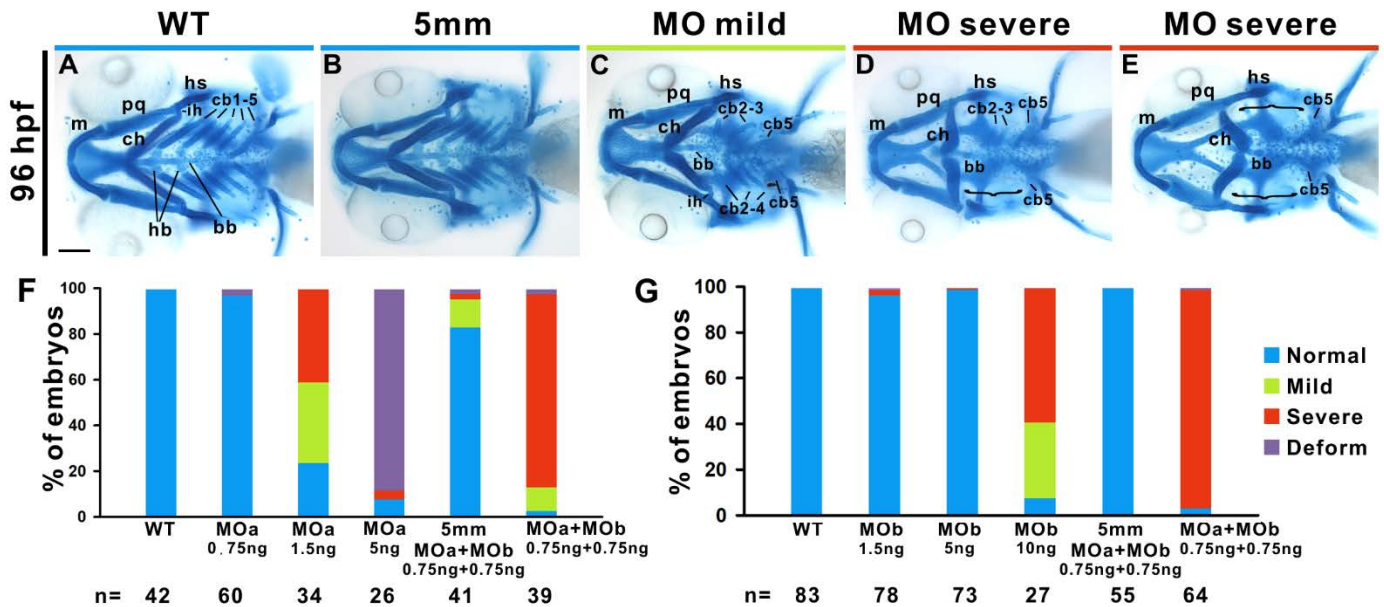 WT 5mm MO mild MO severe MO severe
96 hpf
A
m
pq
hs
ih
cb1-5
ch
hb
bb
B
C
m
pq
hs
cb2-3
ch
cb5
bb
ih
cb2-4
cb5
D
m
pq
hs
cb2-3
cb5
ch
bb
cb5
E
m
pq
hs
cb5
ch
bb
cb5
F
% of embryos
100
80
60
40
20
0
WT MOa MOa MOa 5mm MOa+MOb
0.75ng 1.5ng 5ng MOa+MOb 0.75ng+0.75ng
0.75ng+0.75ng
n= 42 60 34 26 41 39
G
% of embryos
100
80
60
40
20
0
WT MOb MOb MOb 5mm MOa+MOb
1.5ng 5ng 10ng MOa+MOb 0.75ng+0.75ng
0.75ng+0.75ng
n= 83 78 73 27 55 64
Normal
Mild
Severe
Deform